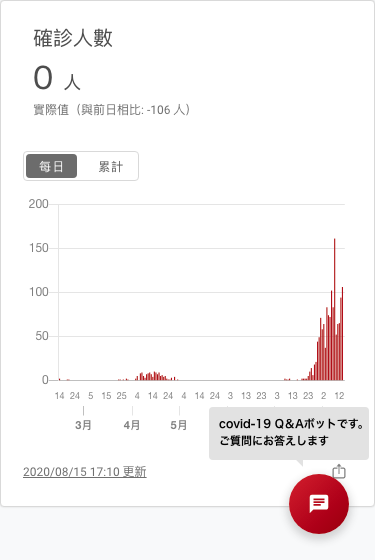 確診人數
0 人
實際值（與前日相比: -106 人）
每日 累計
200
150
100
50
0
14 24 5 15 25 4 14 24 4 14 24 3 13 23 3 13 23 2 12
3月 4月 5月
covid-19 Q&Aボットです。
ご質問にお答えします
2020/08/15 17:10 更新